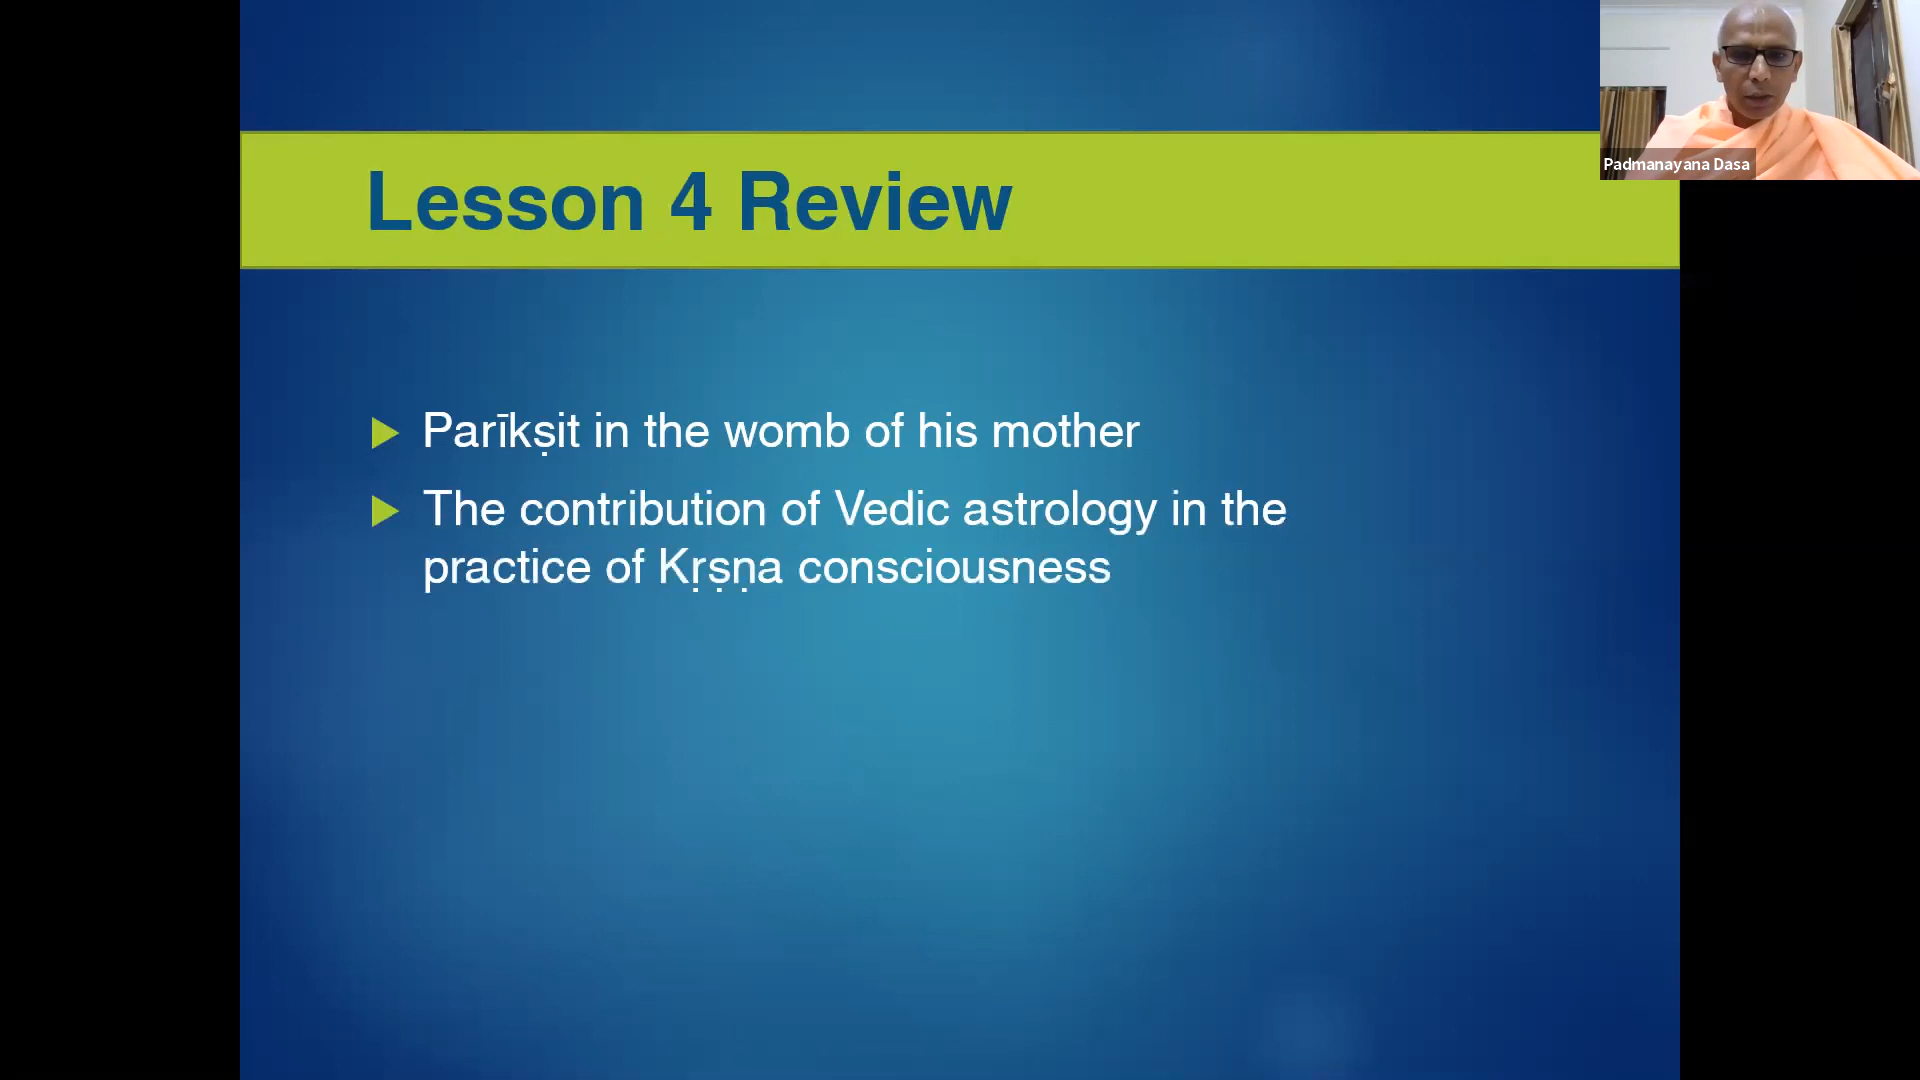 Lesson 4 Review
Parīkṣit in the womb of his mother
The contribution of Vedic astrology in the
practice of Kṛṣṇa consciousness
Padmanayana Dasa